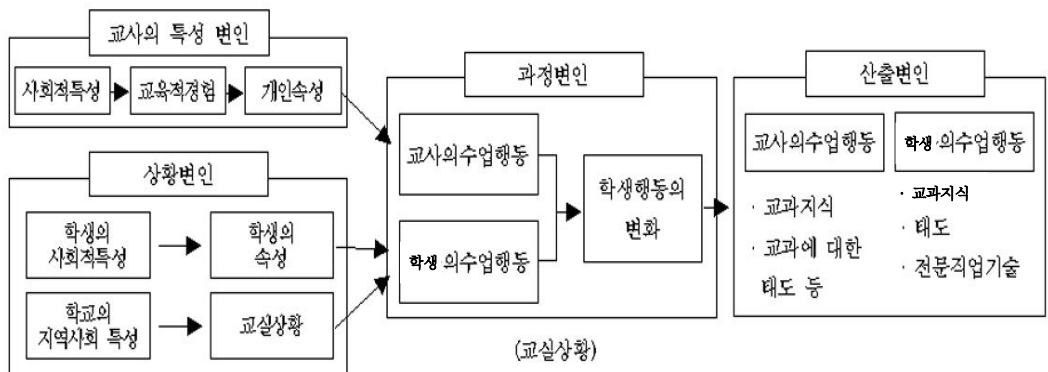 교사의 특성 변인
사회적특성
교육적경험
개인속성
상황변인
학생의
사회적특성
학생의
속성
학교의
지역사회 특성
교실상황
과정변인
교사의수업행동
학생 의수업행동
학생행동의
변화
(교실상황)
산출변인
교사의수업행동
· 교과지식
· 교과에 대한
태도 등
학생 의수업행동
· 교과지식
· 태도
· 전문직업기술